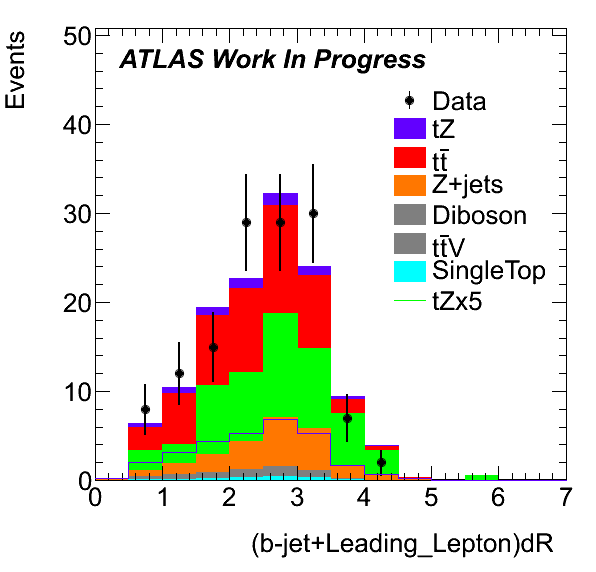 Events
50
40
30
20
10
0
ATLAS Work In Progress
Data
tZ
tt̄
Z+jets
Diboson
tt̄V
SingleTop
tZx5
0 1 2 3 4 5 6 7
(b-jet+Leading_Lepton)dR